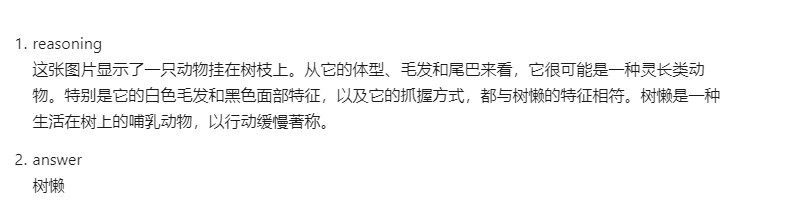 1. reasoning
这张图片显示了一只动物挂在树枝上。从它的体型、毛发和尾巴来看，它很可能是一种灵长类动
物。特别是它的白色毛发和黑色面部特征，以及它的抓握方式，都与树懒的特征相符。树懒是一种
生活在树上的哺乳动物，以行动缓慢著称。
2. answer
树懒